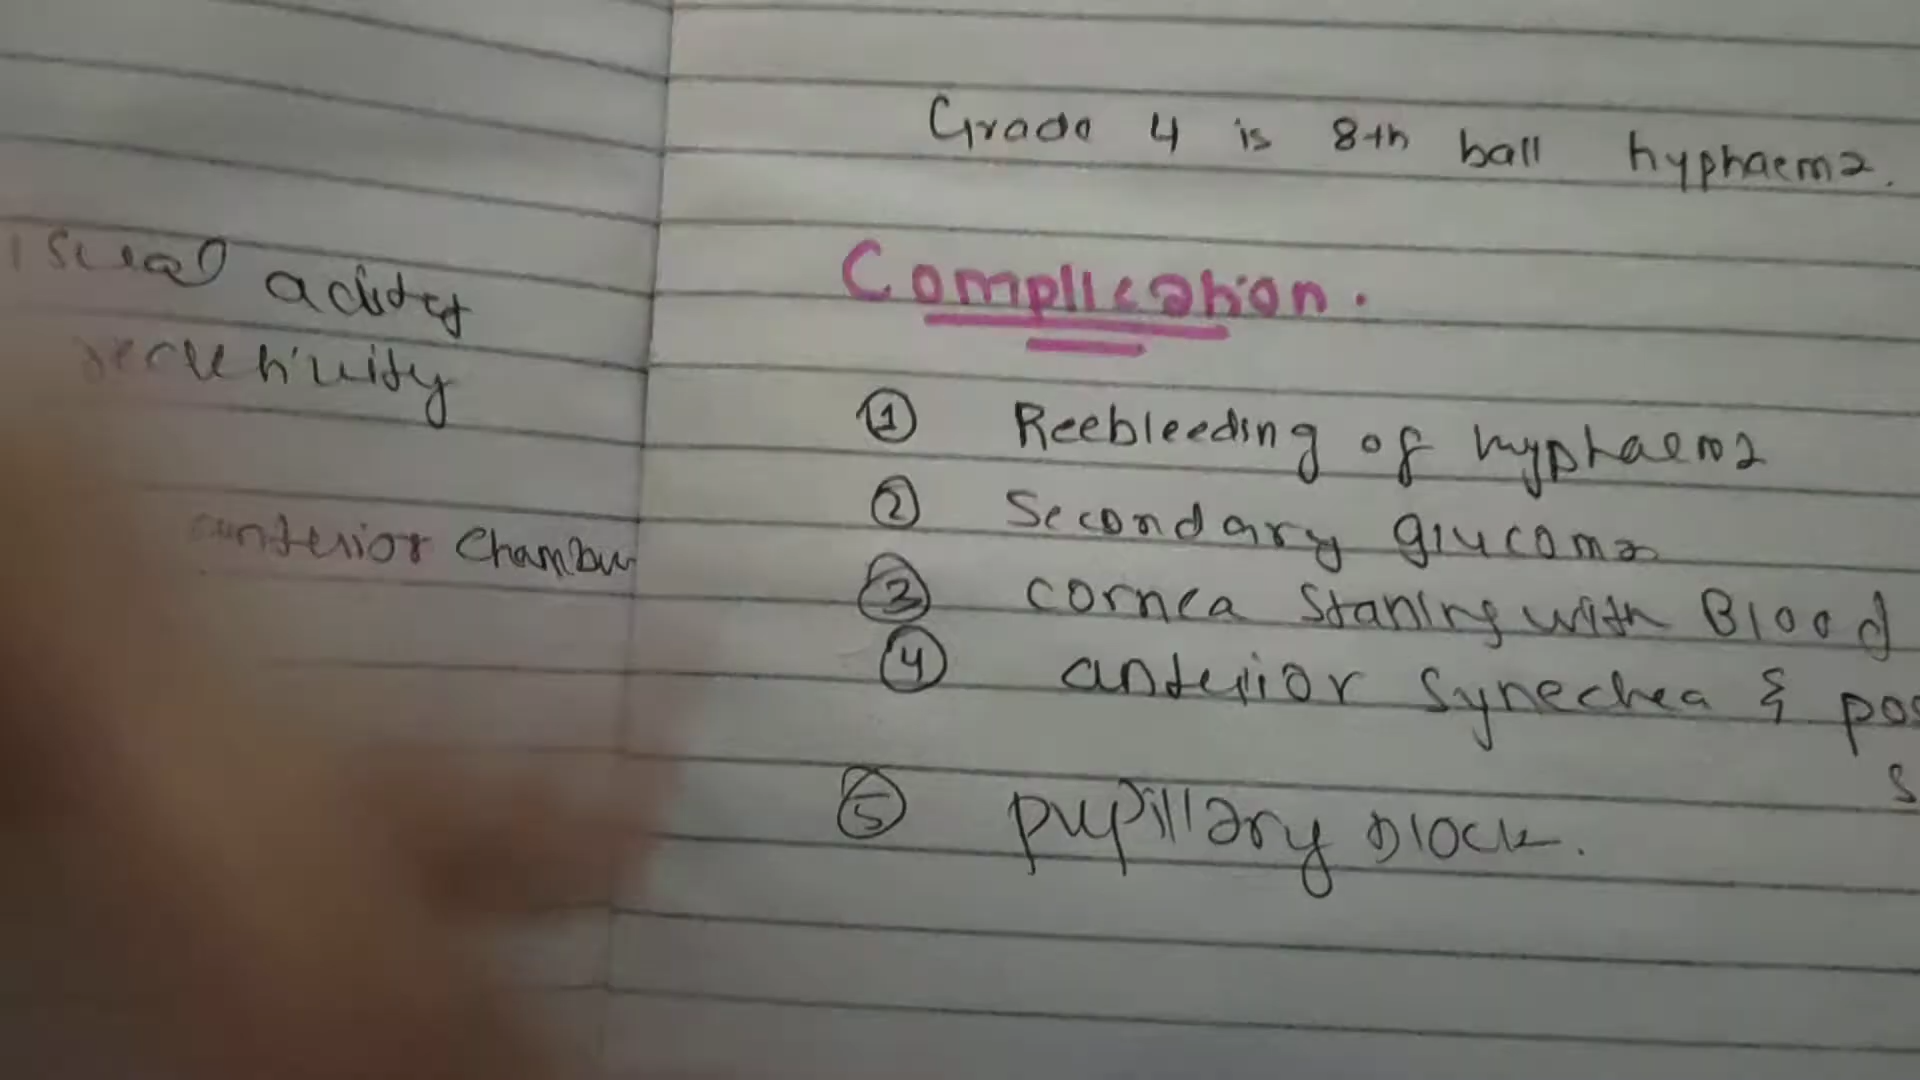 acuity
anterior Chamber
Grade 4 is 8th ball hyphaema.
Complication.
① Reebleeding of hyphaema
② Secondary glucoma
③ cornea Staning with Blood
④ anterior Synechea & pos
s
⑤ pupillary block.